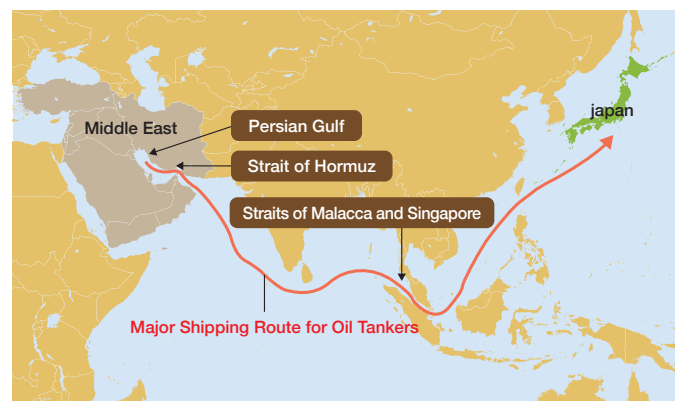 Middle East
Persian Gulf
japan
Strait of Hormuz
Straits of Malacca and Singapore
Major Shipping Route for Oil Tankers